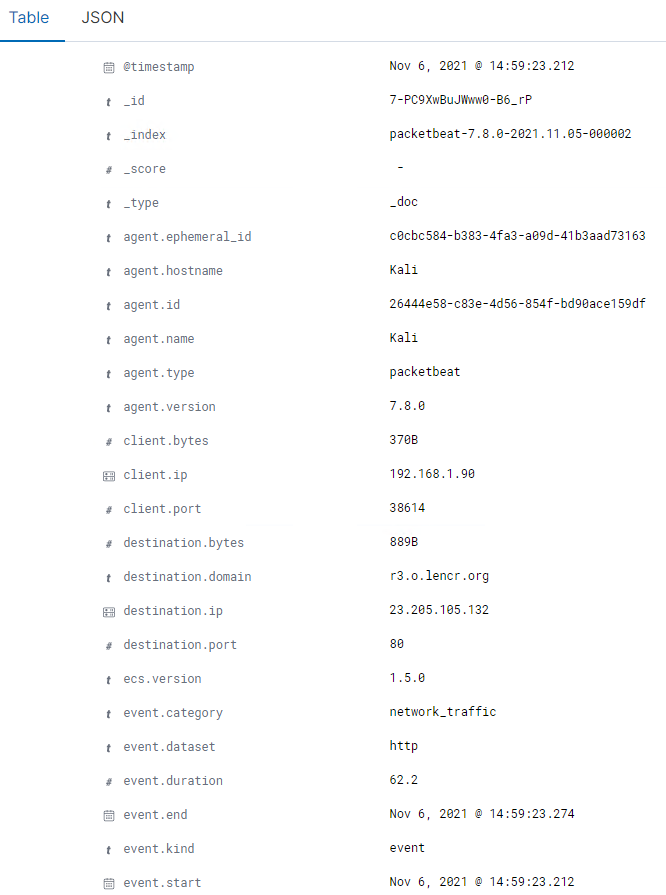 Table JSON
@timestamp Nov 6, 2021 @ 14:59:23.212
t _id 7-PC9XwBuJWww0-B6_rP
t _index packetbeat-7.8.0-2021.11.05-000002
# _score -
t _type _doc
t agent.ephemeral_id c0cbc584-b383-4fa3-a09d-41b3aad73163
t agent.hostname Kali
t agent.id 26444e58-c83e-4d56-854f-bd90ace159df
t agent.name Kali
t agent.type packetbeat
t agent.version 7.8.0
# client.bytes 370B
client.ip 192.168.1.90
# client.port 38614
# destination.bytes 889B
t destination.domain r3.o.lencr.org
destination.ip 23.205.105.132
# destination.port 80
t ecs.version 1.5.0
t event.category network_traffic
t event.dataset http
# event.duration 62.2
event.end Nov 6, 2021 @ 14:59:23.274
t event.kind event
event.start Nov 6, 2021 @ 14:59:23.212